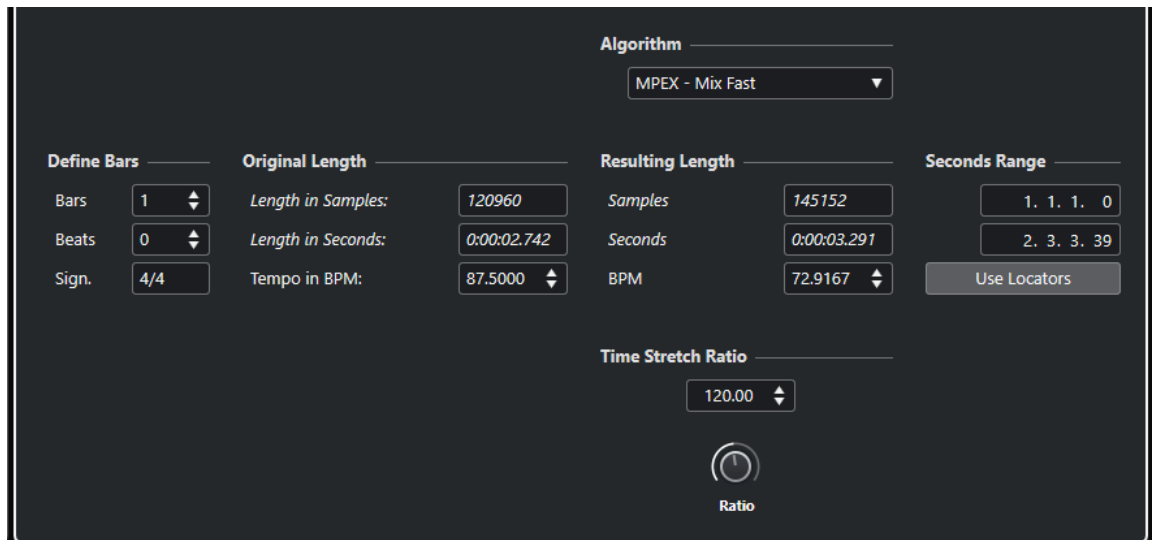 Algorithm
MPEX - Mix Fast
Define Bars
Original Length
Resulting Length
Seconds Range
Bars 1
Length in Samples: 120960
Samples 145152
1. 1. 1. 0
Beats 0
Length in Seconds: 0:00:02.742
Seconds 0:00:03.291
2. 3. 3. 39
Sign. 4/4
Tempo in BPM: 87.5000
BPM 72.9167
Use Locators
Time Stretch Ratio
120.00
Ratio